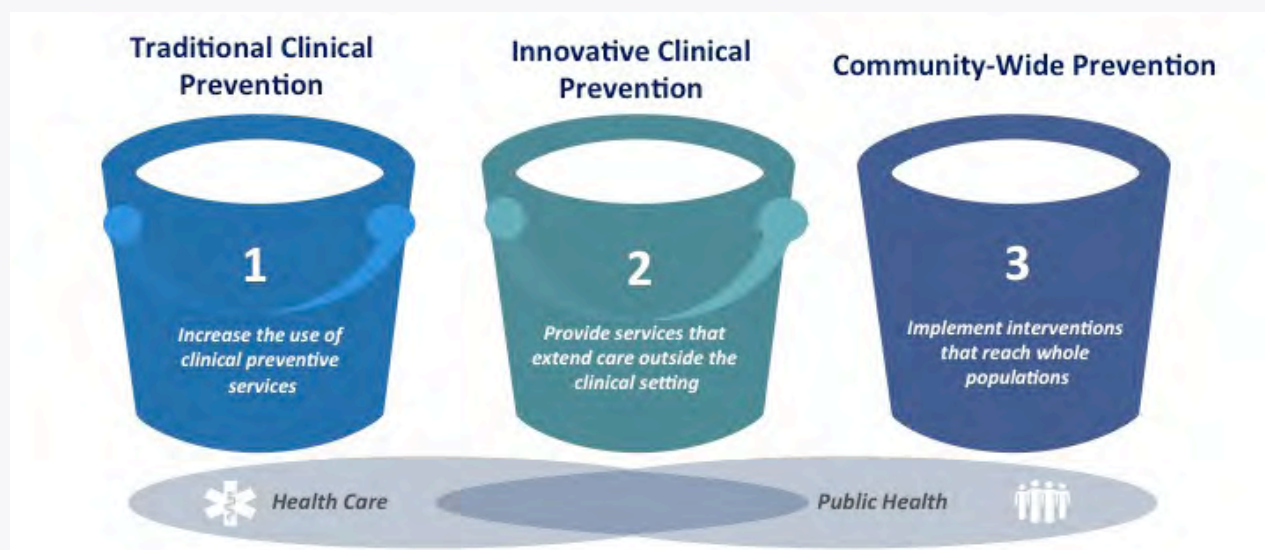 Traditional Clinical
Prevention
Innovative Clinical
Prevention
Community-Wide Prevention
1
Increase the use of
clinical preventive
services
2
Provide services that
extend care outside the
clinical setting
3
Implement interventions
that reach whole
populations
Health Care
Public Health